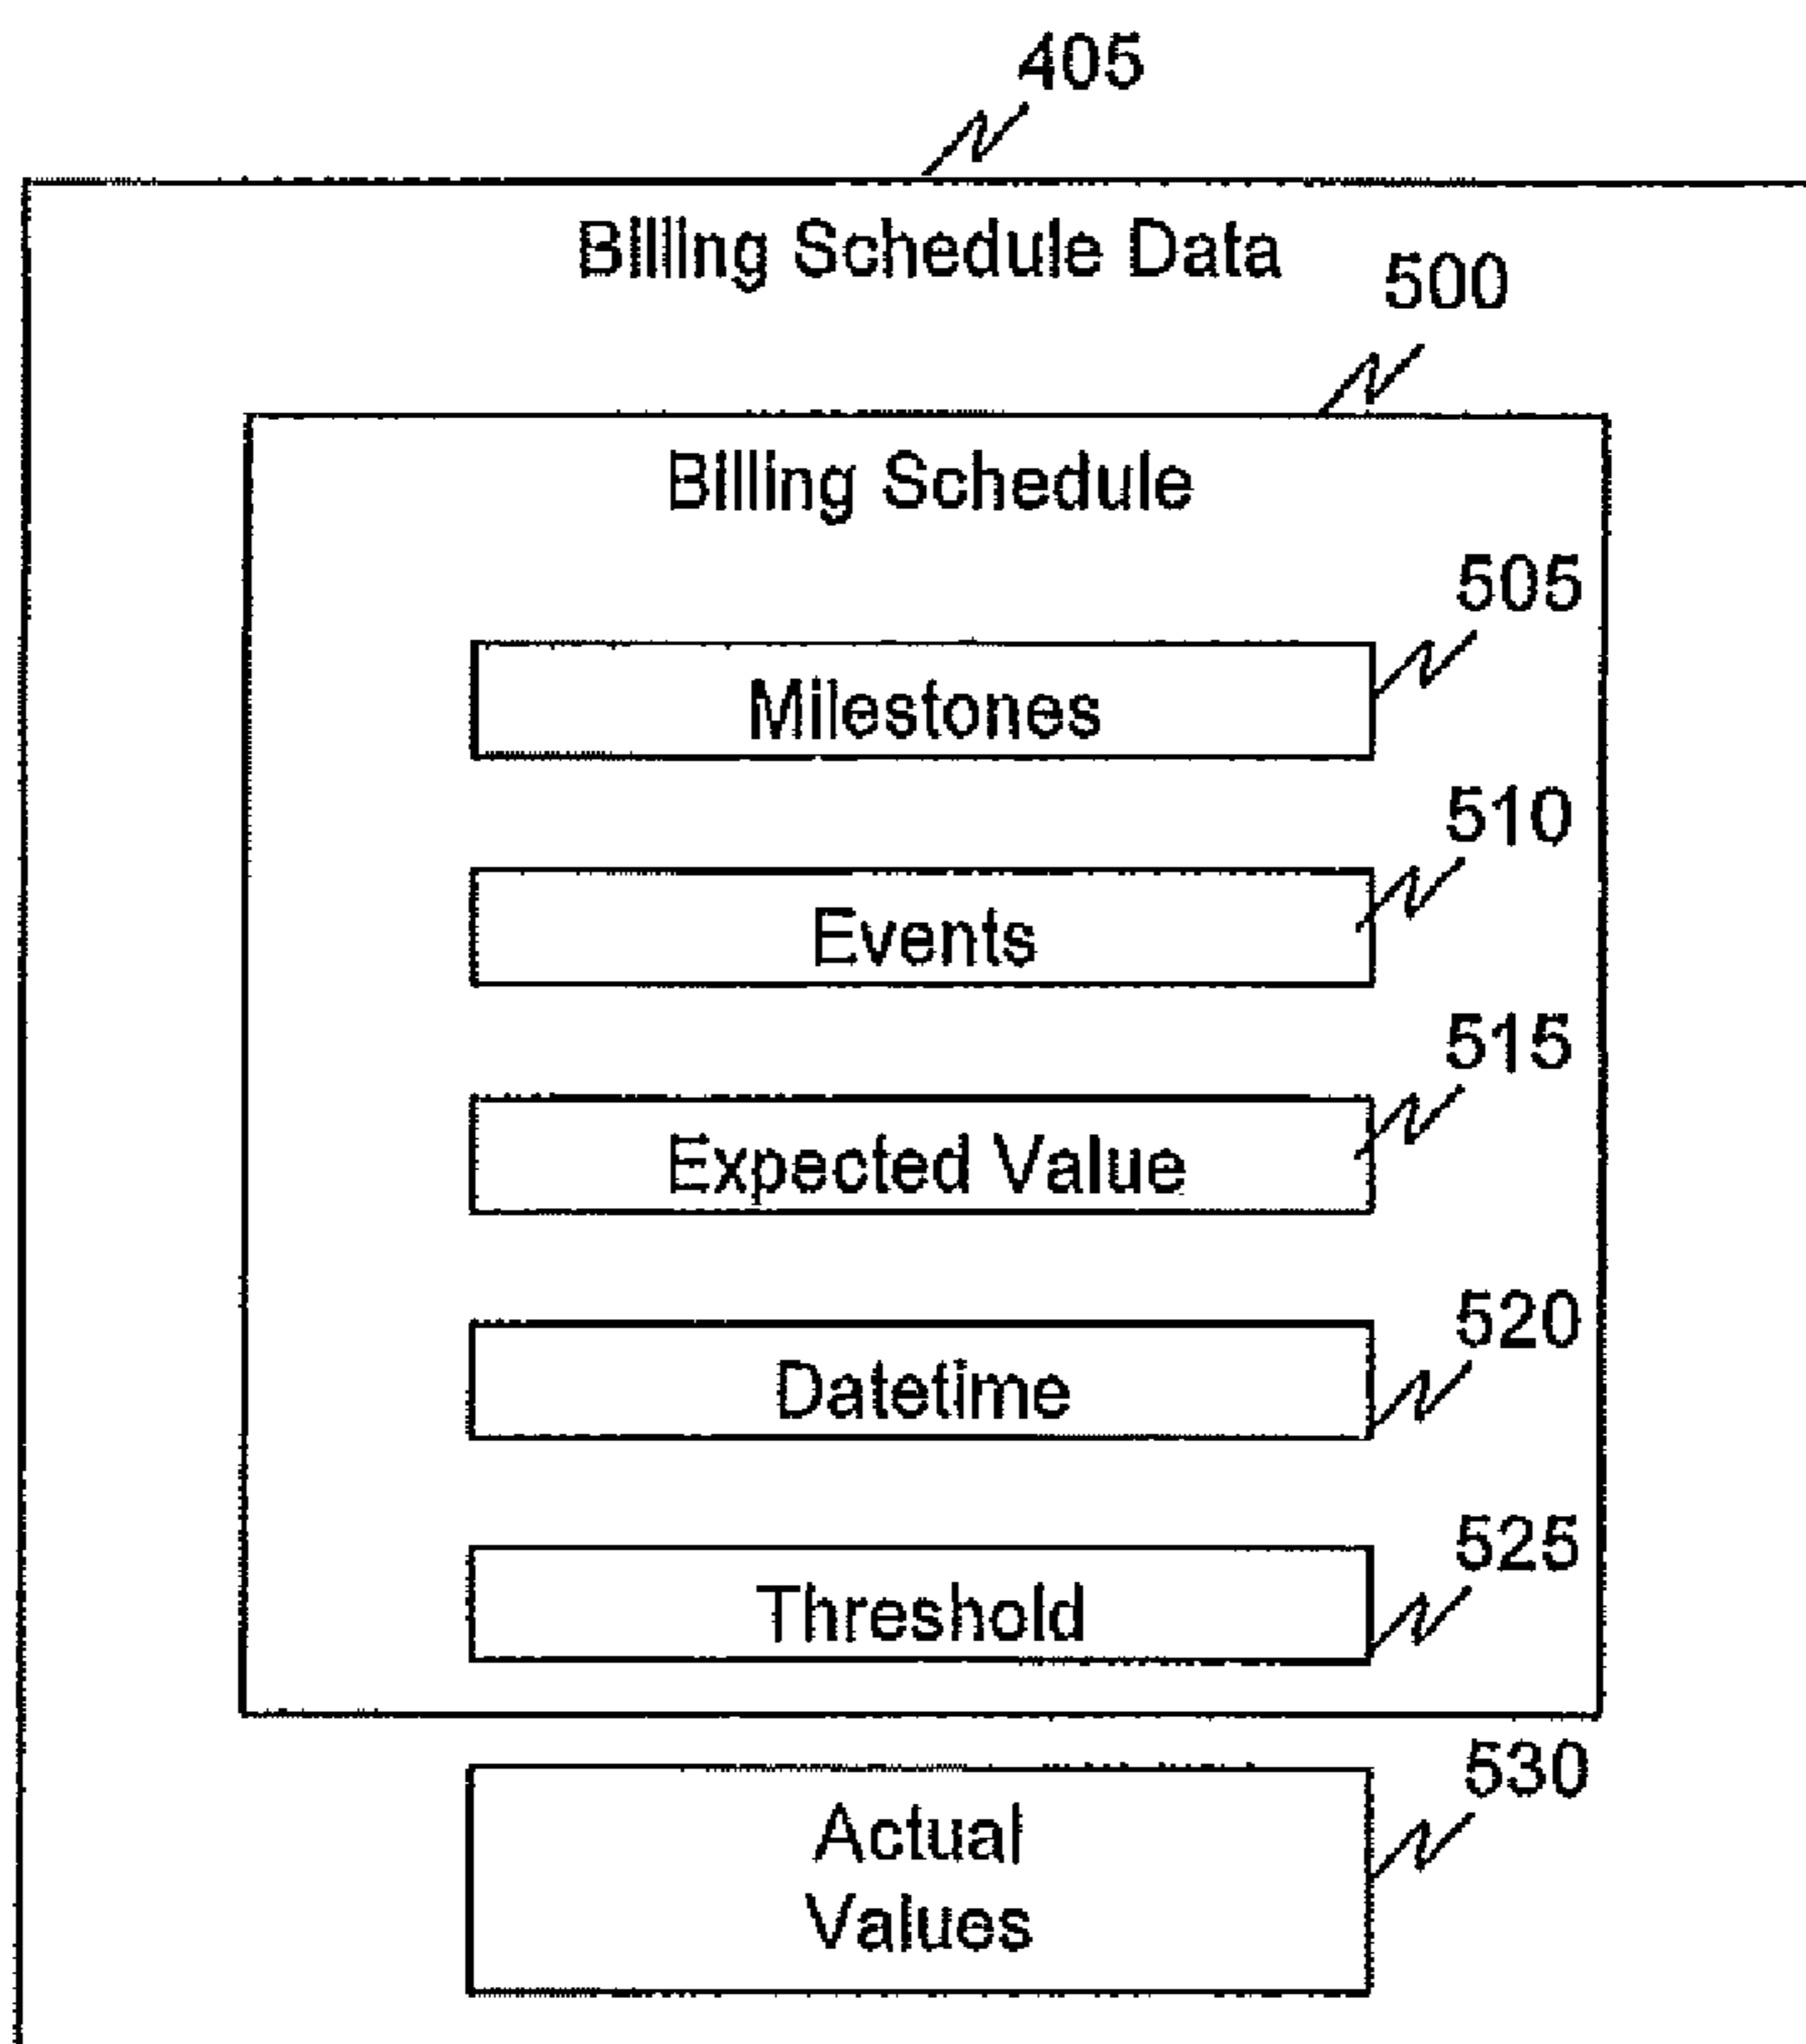 405
Billing Schedule Data
500
Billing Schedule
505
Milestones
510
Events
515
Expected Value
520
Datetime
525
Threshold
530
Actual
Values